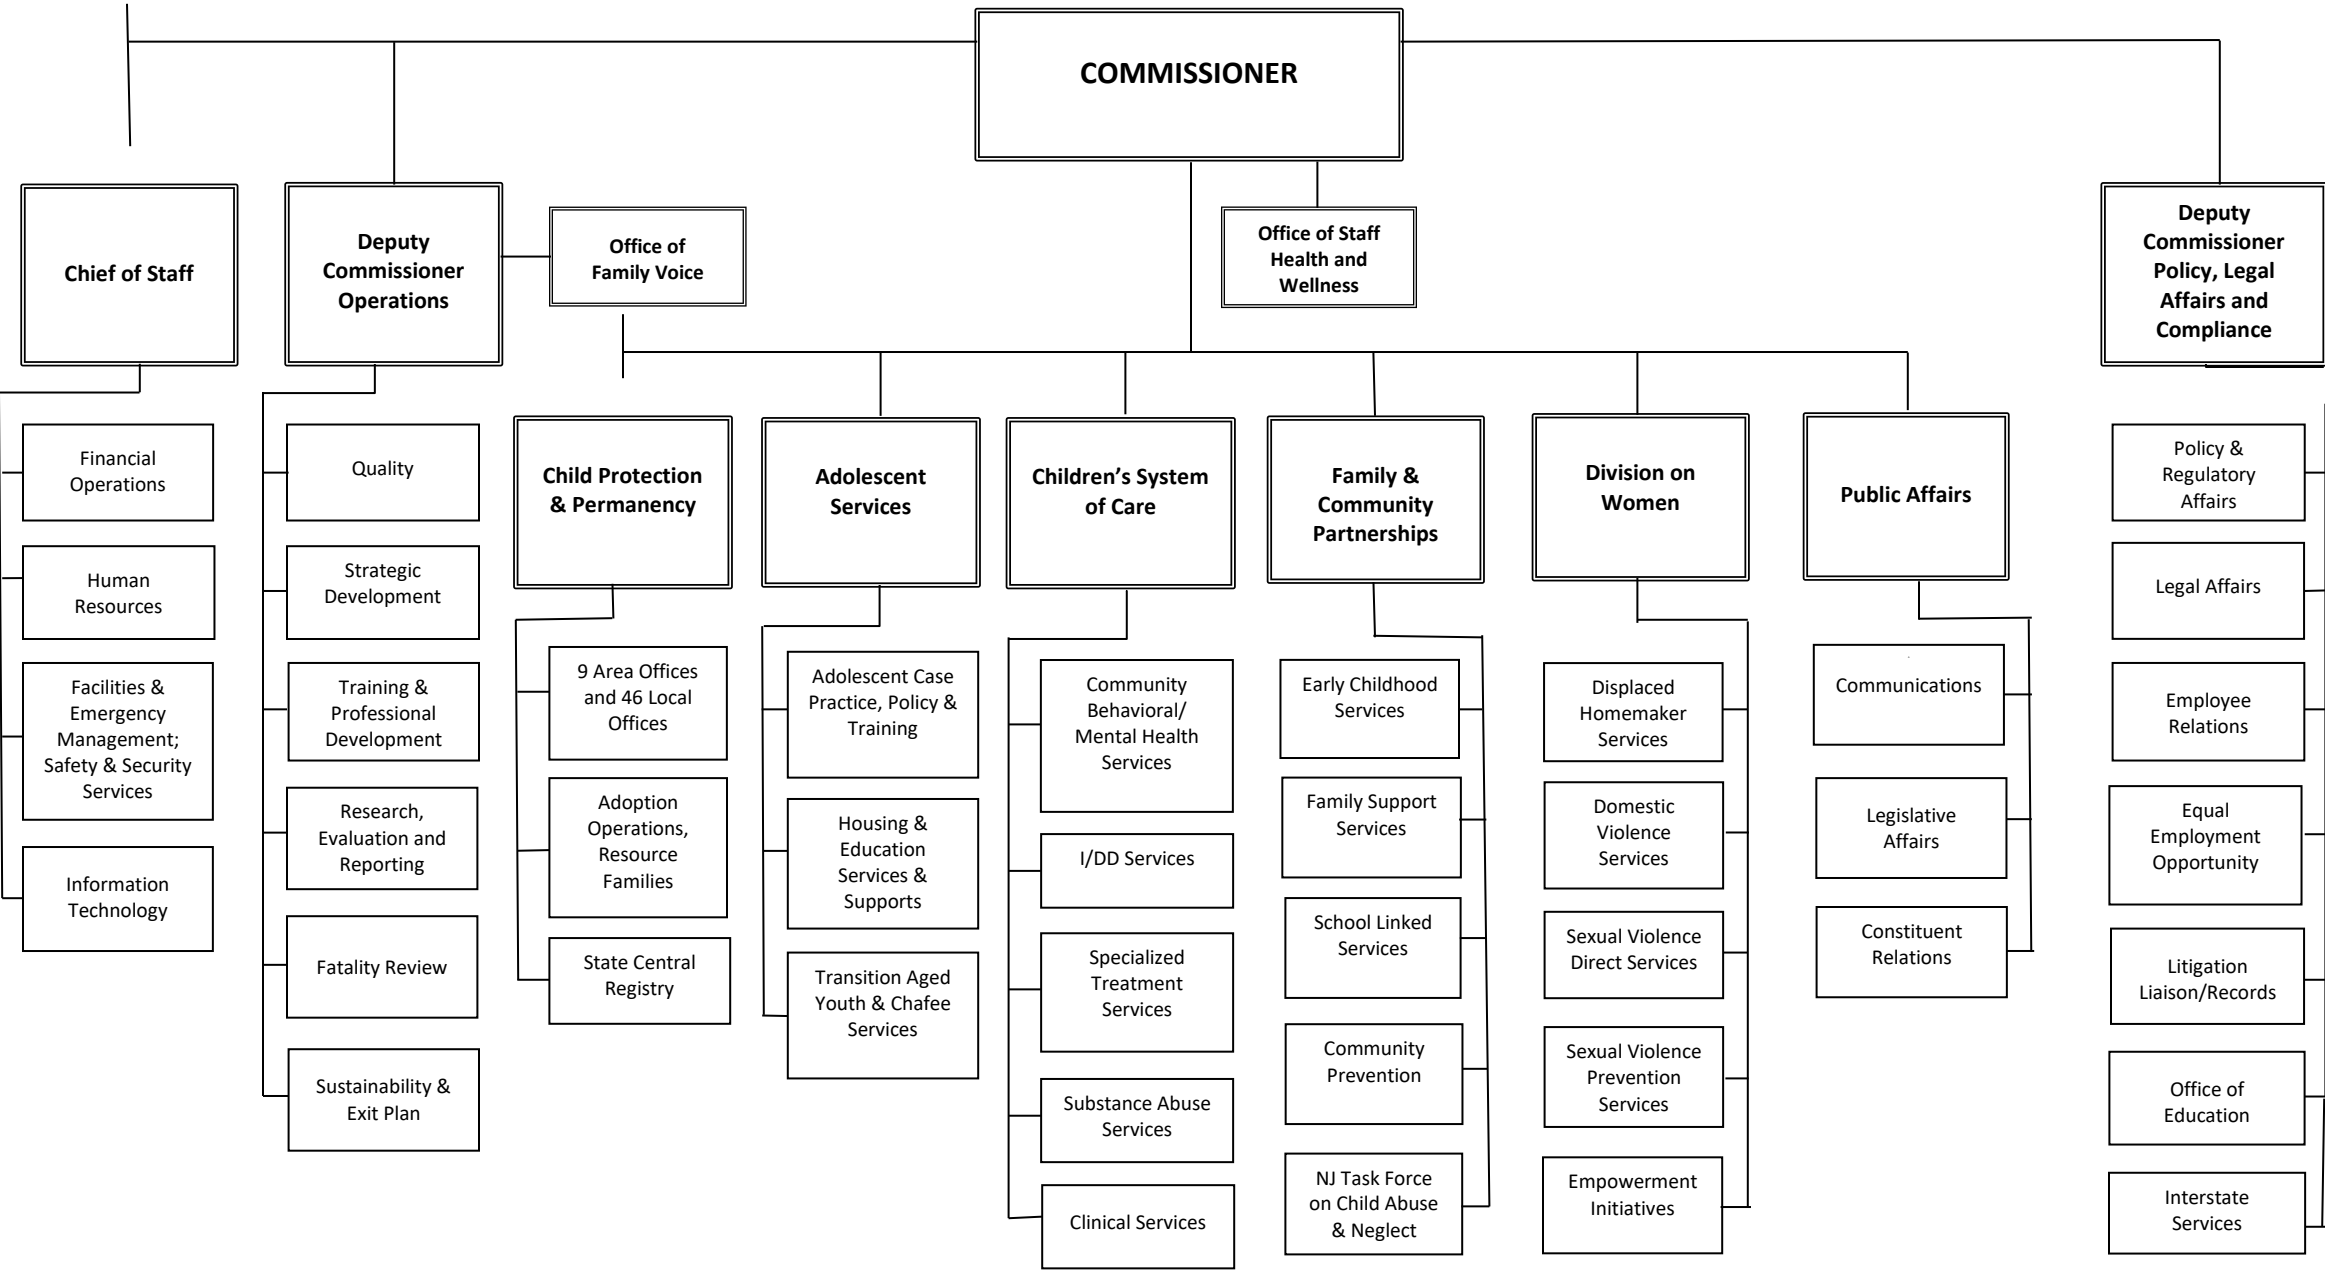 COMMISSIONER
Chief of Staff
Deputy
Commissioner
Operations
Office of
Family Voice
Office of Staff
Health and
Wellness
Deputy
Commissioner
Policy, Legal
Affairs and
Compliance
Financial
Operations
Human
Resources
Facilities &
Emergency
Management;
Safety & Security
Services
Information
Technology
Quality
Strategic
Development
Training &
Professional
Development
Research,
Evaluation and
Reporting
Fatality Review
Sustainability &
Exit Plan
Child Protection
& Permanency
9 Area Offices
and 46 Local
Offices
Adoption
Operations,
Resource
Families
State Central
Registry
Adolescent
Services
Adolescent Case
Practice, Policy &
Training
Housing &
Education
Services &
Supports
Transition Aged
Youth & Chafee
Services
Children’s System
of Care
Community
Behavioral/
Mental Health
Services
I/DD Services
Specialized
Treatment
Services
Substance Abuse
Services
Clinical Services
Family &
Community
Partnerships
Early Childhood
Services
Family Support
Services
School Linked
Services
Community
Prevention
NJ Task Force
on Child Abuse
& Neglect
Division on
Women
Displaced
Homemaker
Services
Domestic
Violence
Services
Sexual Violence
Direct Services
Sexual Violence
Prevention
Services
Empowerment
Initiatives
Public Affairs
Communications
Legislative
Affairs
Constituent
Relations
Policy &
Regulatory
Affairs
Legal Affairs
Employee
Relations
Equal
Employment
Opportunity
Litigation
Liaison/Records
Office of
Education
Interstate
Services